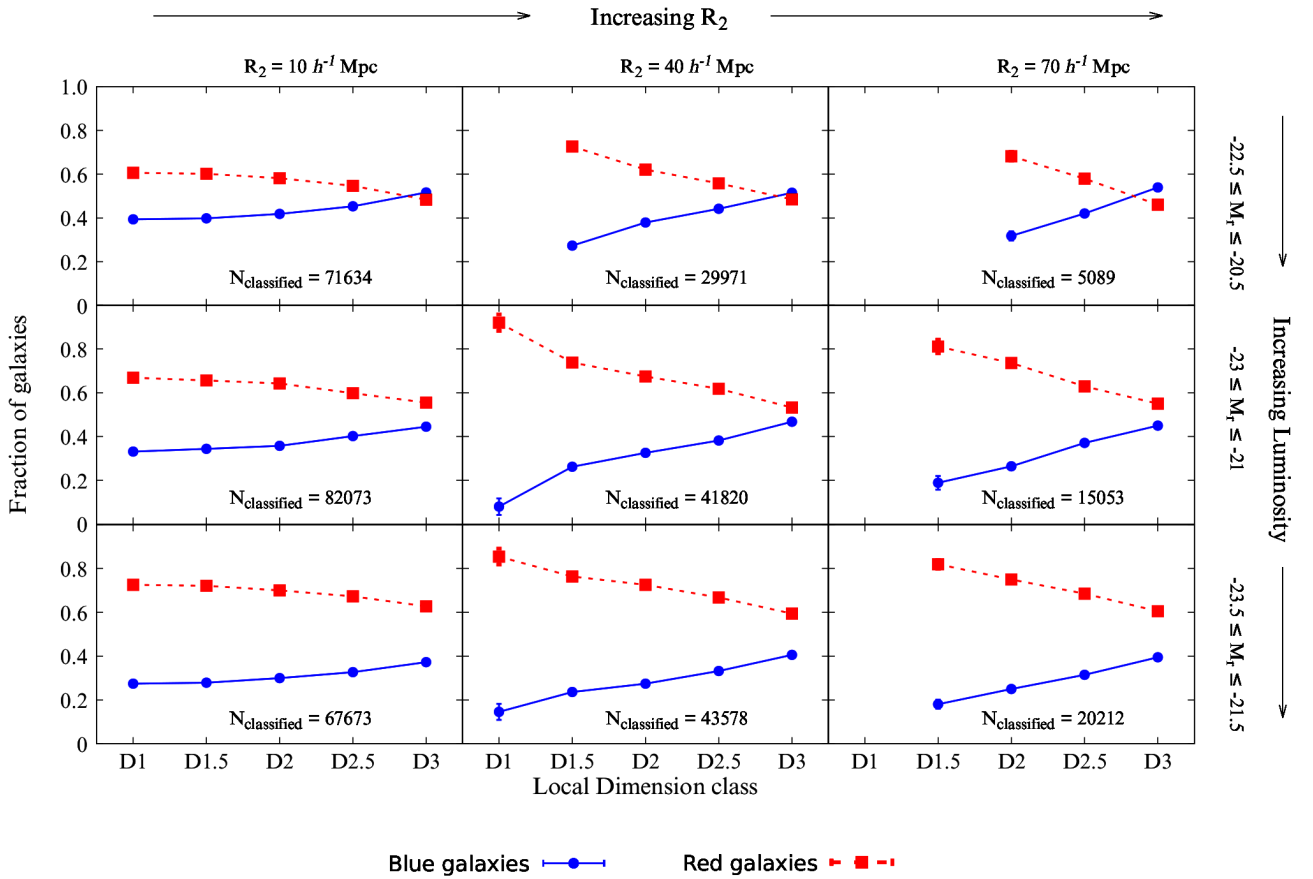 Increasing R2
R2 = 10 h-1 Mpc
R2 = 40 h-1 Mpc
R2 = 70 h-1 Mpc
1.0
0.8
0.6
0.4
0.2
0
Nclassified = 71634
Nclassified = 29971
Nclassified = 5089
-22.5 ≤ Mr ≤ -20.5
0.8
0.6
0.4
0.2
0
Nclassified = 82073
Nclassified = 41820
Nclassified = 15053
-23 ≤ Mr ≤ -21
Fraction of galaxies
Increasing Luminosity
0.8
0.6
0.4
0.2
0
Nclassified = 67673
Nclassified = 43578
Nclassified = 20212
-23.5 ≤ Mr ≤ -21.5
D1 D1.5 D2 D2.5 D3
D1 D1.5 D2 D2.5 D3
D1 D1.5 D2 D2.5 D3
Local Dimension class
Blue galaxies
Red galaxies